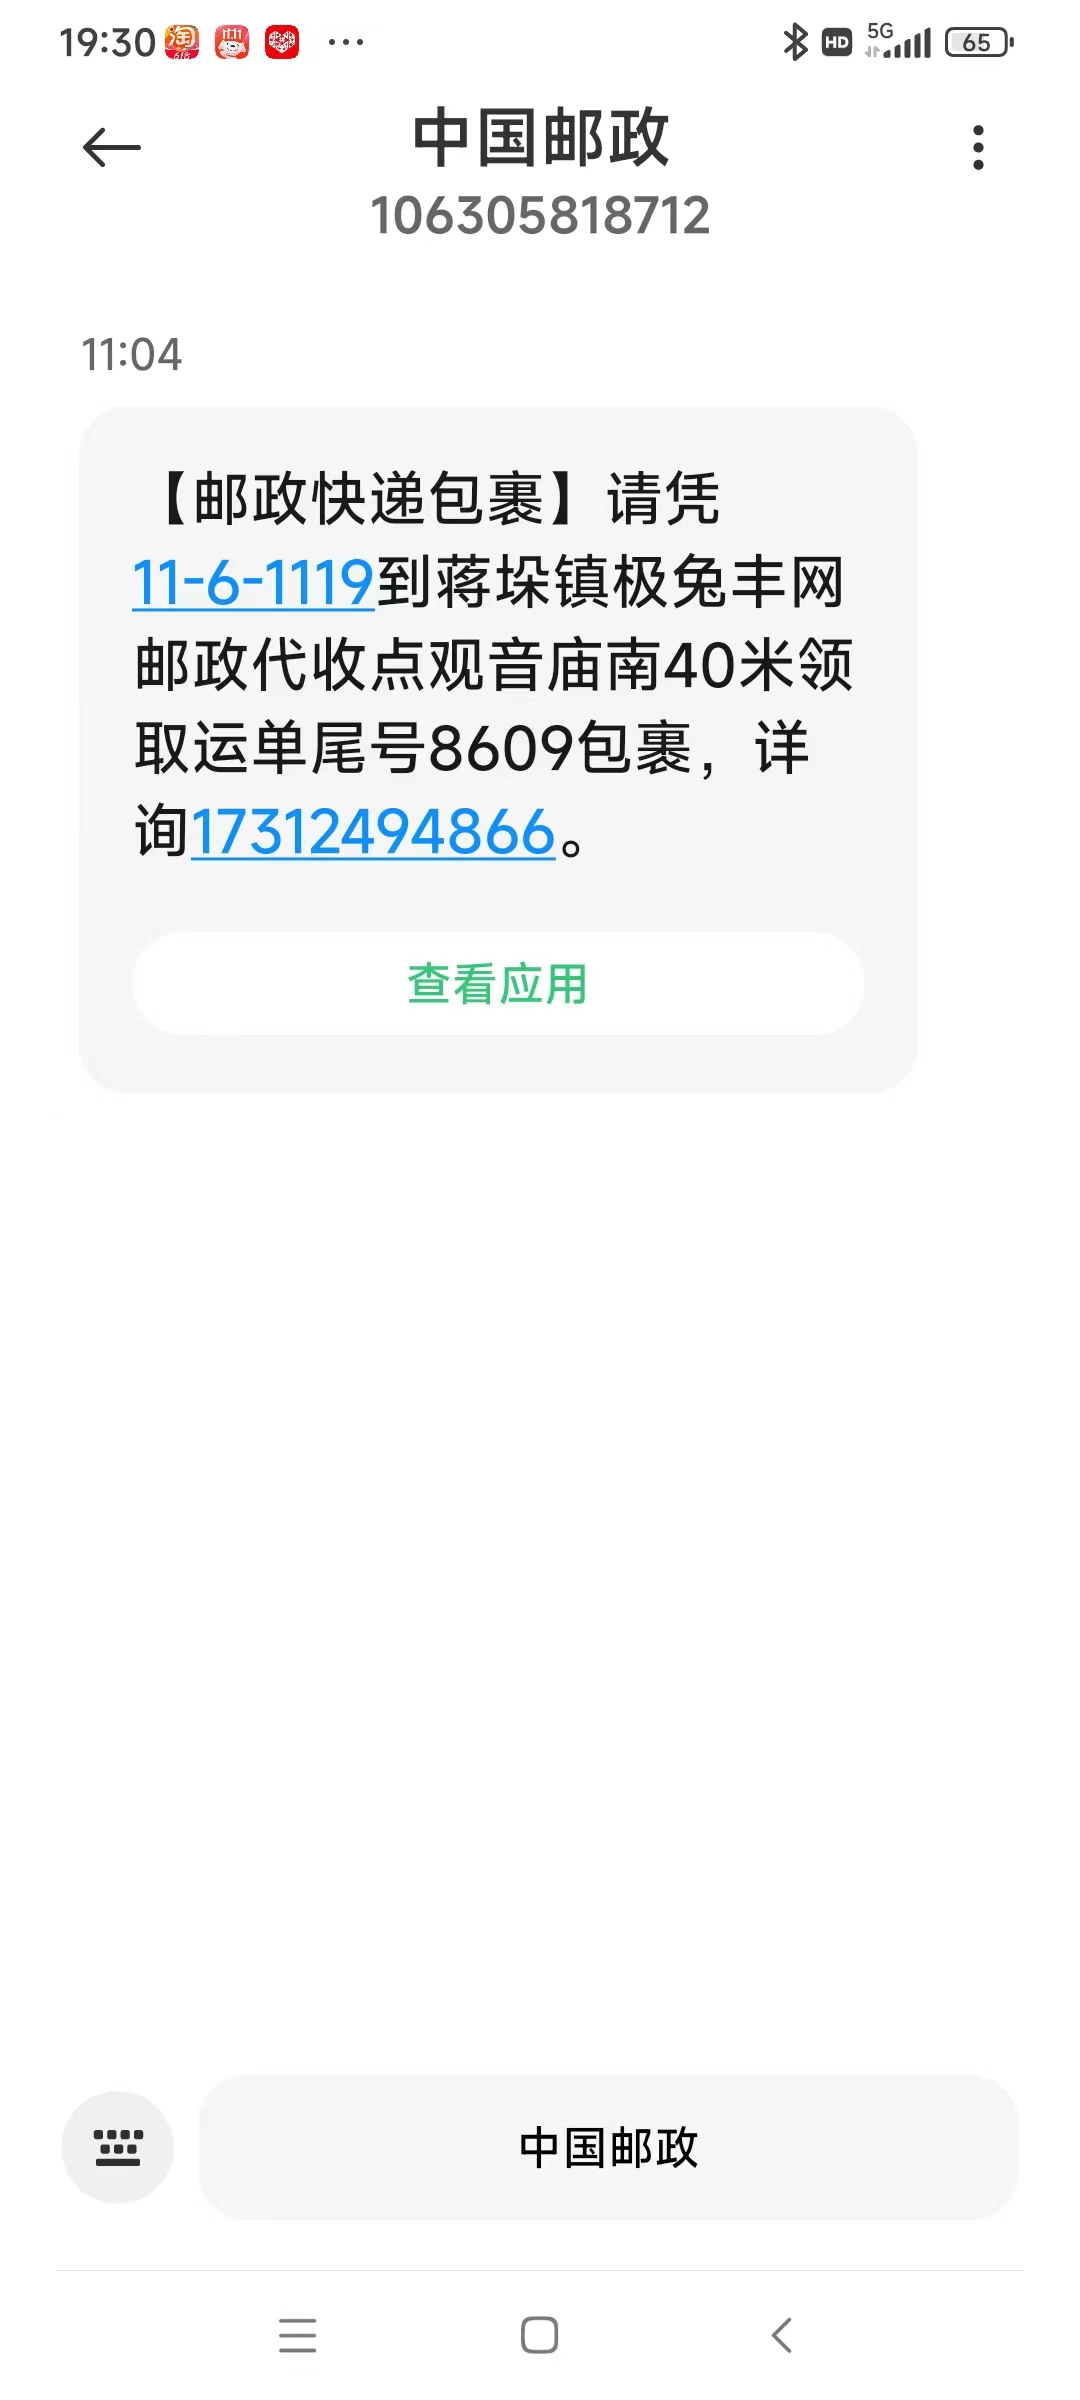 19:30
HD 5G 65
中国邮政
106305818712
11:04
【邮政快递包裹】请凭
11-6-1119到蒋垛镇极兔丰网
邮政代收点观音庙南40米领
取运单尾号8609包裹，详
询17312494866。
查看应用
中国邮政